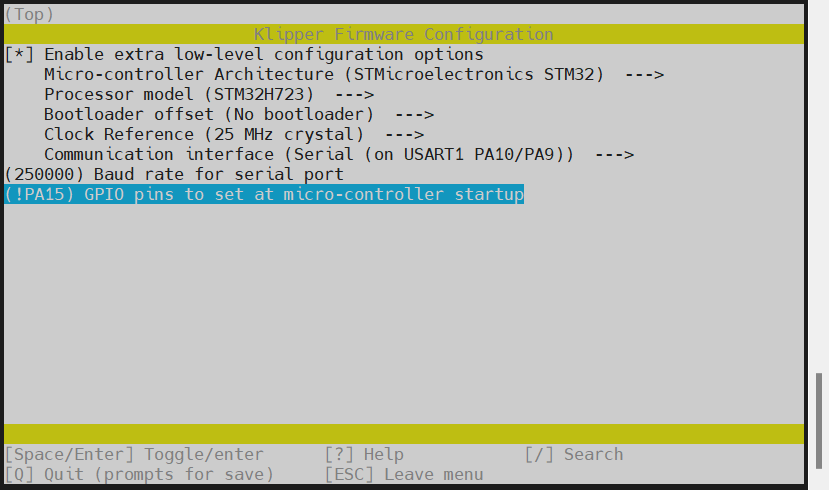 (Top)
Klipper Firmware Configuration
[*] Enable extra low-level configuration options
Micro-controller Architecture (STMicroelectronics STM32)  --->
Processor model (STM32H723)  --->
Bootloader offset (No bootloader)  --->
Clock Reference (25 MHz crystal)  --->
Communication interface (Serial (on USART1 PA10/PA9))  --->
(250000) Baud rate for serial port
(!PA15) GPIO pins to set at micro-controller startup
[Space/Enter] Toggle/enter      [?] Help            [/] Search
[Q] Quit (prompts for save)     [ESC] Leave menu